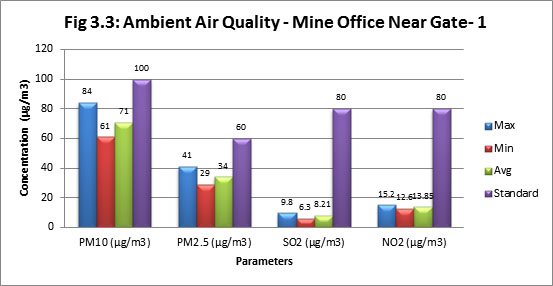 Fig 3.3: Ambient Air Quality - Mine Office Near Gate- 1
Concentration (µg/m3)
120
100
80
60
40
20
0
84
61
71
100
41
29
34
60
9.8
6.3
8.21
80
15.2
12.6
13.85
80
PM10 (µg/m3)
PM2.5 (µg/m3)
SO2 (µg/m3)
NO2 (µg/m3)
Parameters
Max
Min
Avg
Standard